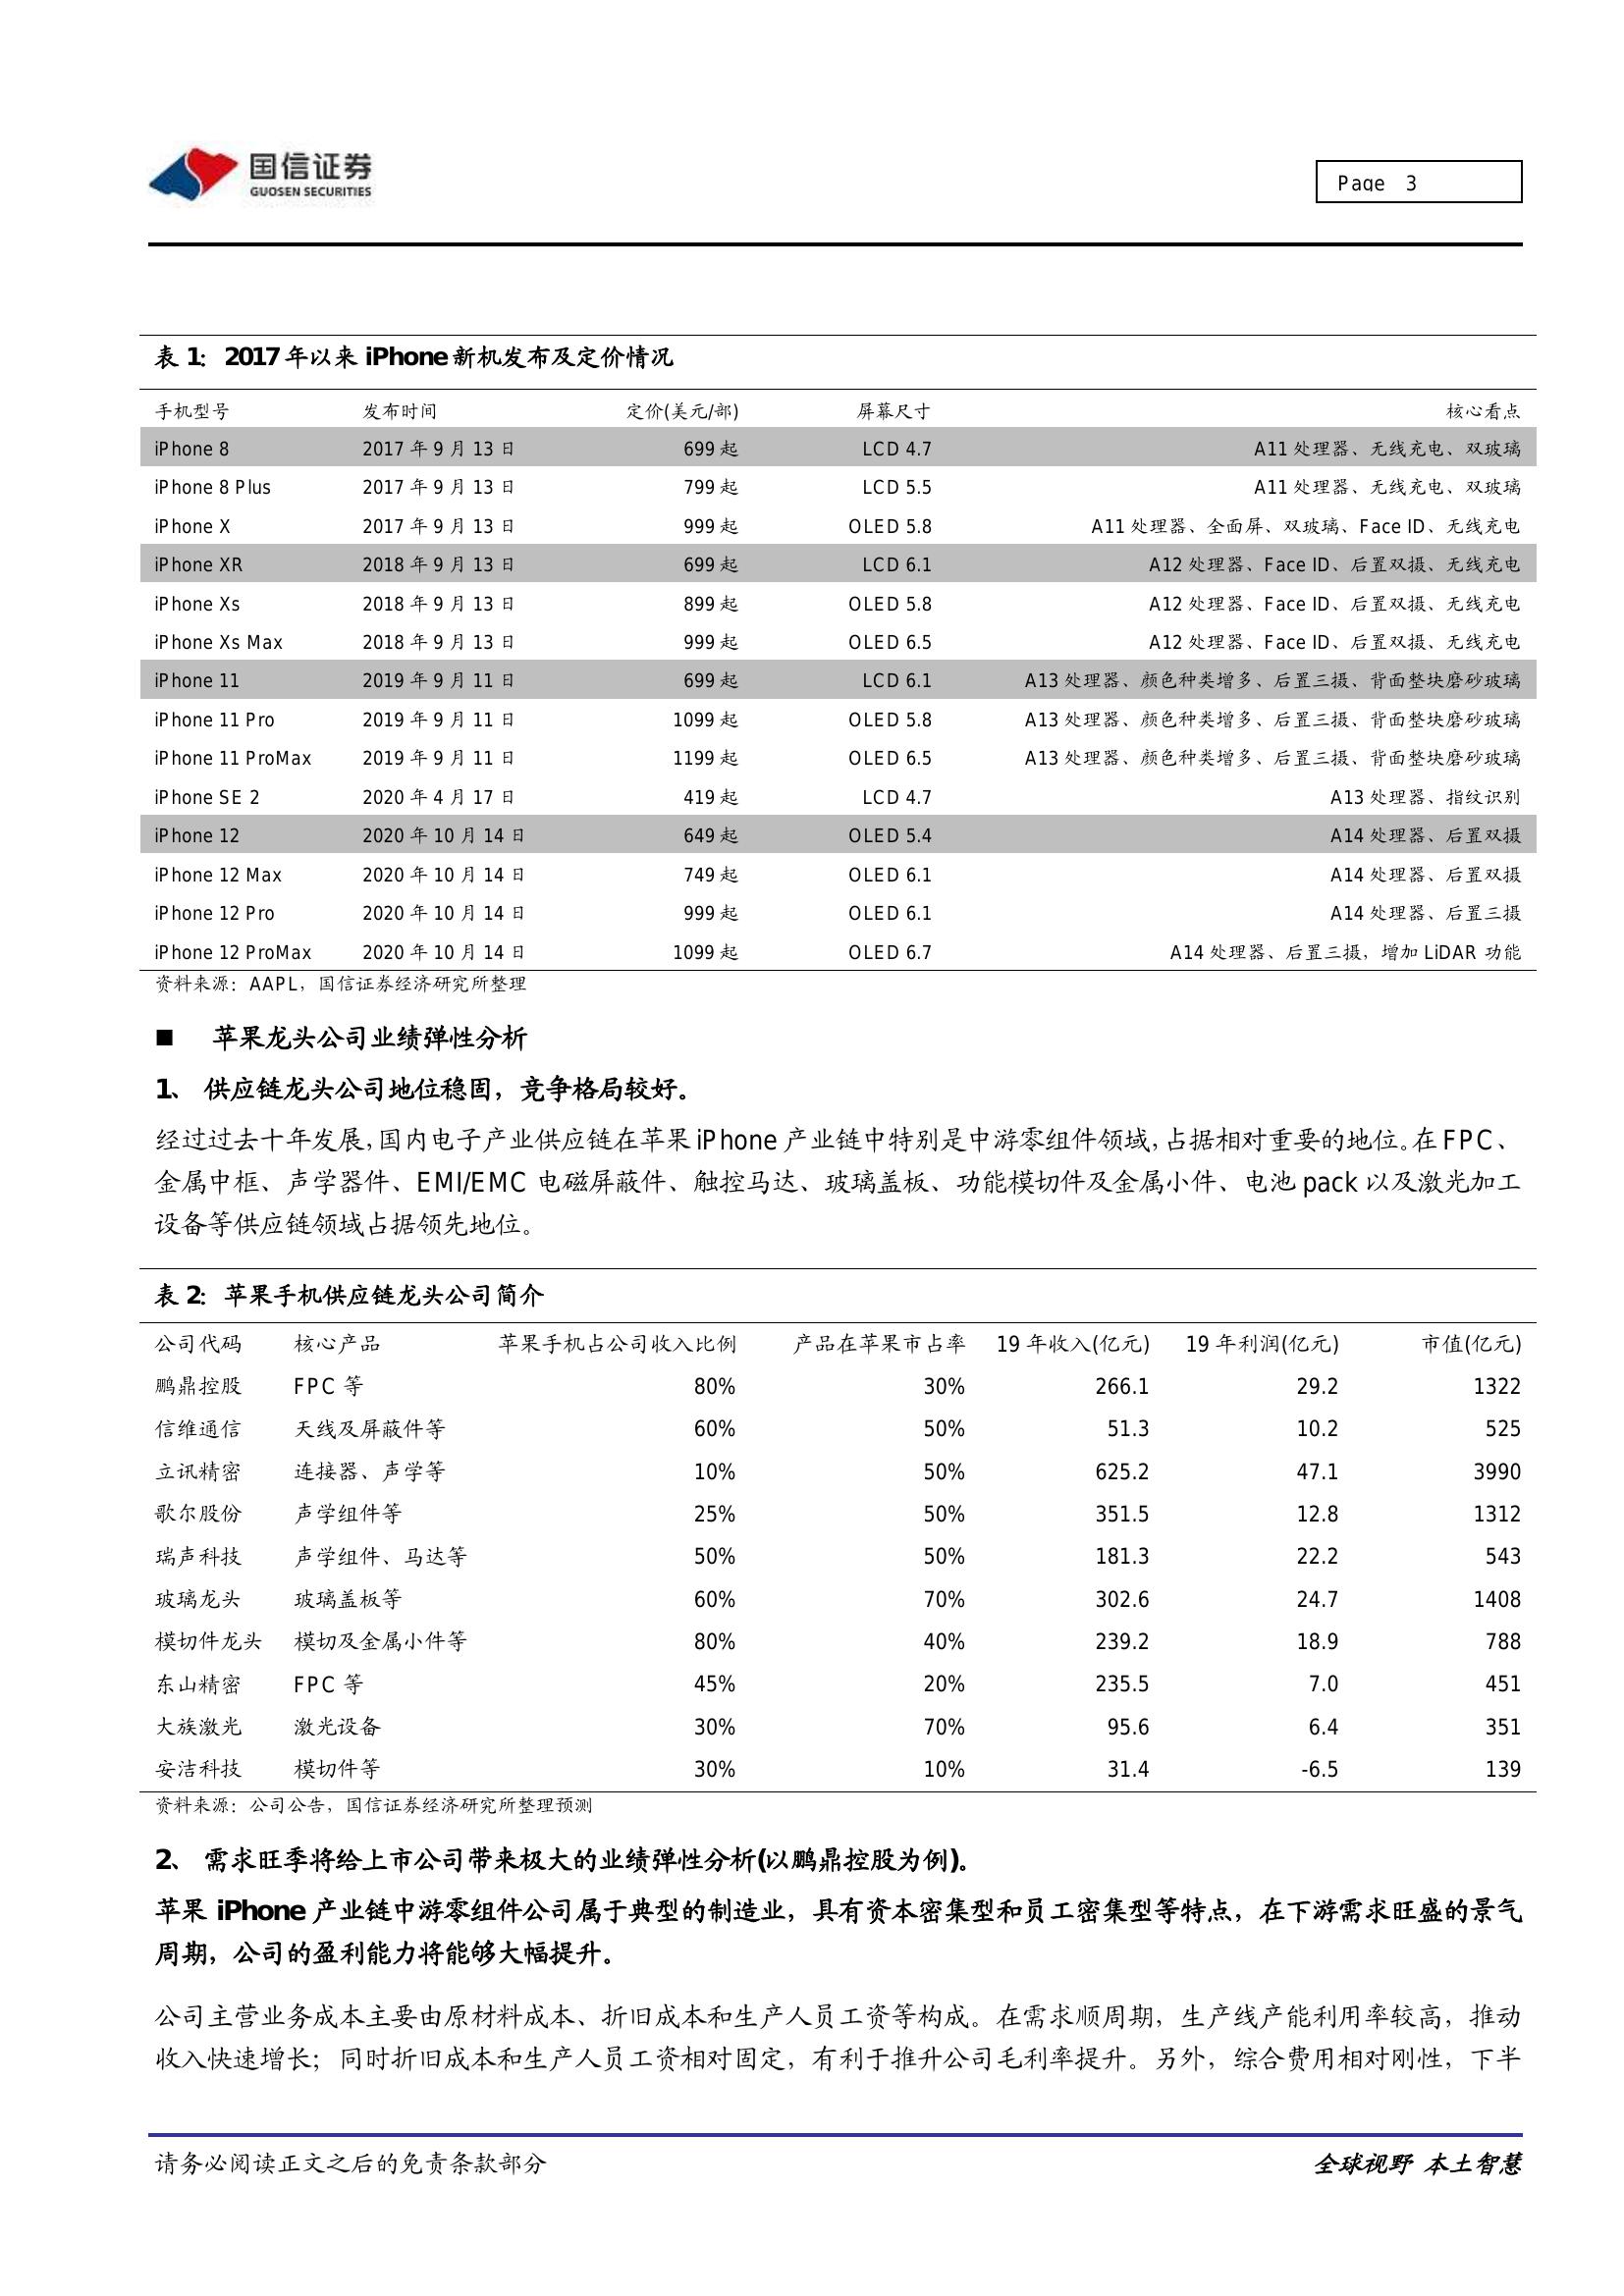 国信证券
GUOSEN SECURITIES
Page 3
表 1: 2017 年以来 iPhone 新机发布及定价情况
手机型号 发布时间 定价(美元/部) 屏幕尺寸 核心看点
iPhone 8 2017 年 9 月 13 日 699 起 LCD 4.7 A11 处理器、无线充电、双玻璃
iPhone 8 Plus 2017 年 9 月 13 日 799 起 LCD 5.5 A11 处理器、无线充电、双玻璃
iPhone X 2017 年 9 月 13 日 999 起 OLED 5.8 A11 处理器、全面屏、双玻璃、Face ID、无线充电
iPhone XR 2018 年 9 月 13 日 699 起 LCD 6.1 A12 处理器、Face ID、后置双摄、无线充电
iPhone Xs 2018 年 9 月 13 日 899 起 OLED 5.8 A12 处理器、Face ID、后置双摄、无线充电
iPhone Xs Max 2018 年 9 月 13 日 999 起 OLED 6.5 A12 处理器、Face ID、后置双摄、无线充电
iPhone 11 2019 年 9 月 11 日 699 起 LCD 6.1 A13 处理器、颜色种类增多、后置三摄、背面整块磨砂玻璃
iPhone 11 Pro 2019 年 9 月 11 日 1099 起 OLED 5.8 A13 处理器、颜色种类增多、后置三摄、背面整块磨砂玻璃
iPhone 11 ProMax 2019 年 9 月 11 日 1199 起 OLED 6.5 A13 处理器、颜色种类增多、后置三摄、背面整块磨砂玻璃
iPhone SE 2 2020 年 4 月 17 日 419 起 LCD 4.7 A13 处理器、指纹识别
iPhone 12 2020 年 10 月 14 日 649 起 OLED 5.4 A14 处理器、后置双摄
iPhone 12 Max 2020 年 10 月 14 日 749 起 OLED 6.1 A14 处理器、后置双摄
iPhone 12 Pro 2020 年 10 月 14 日 999 起 OLED 6.1 A14 处理器、后置三摄
iPhone 12 ProMax 2020 年 10 月 14 日 1099 起 OLED 6.7 A14 处理器、后置三摄，增加 LiDAR 功能
资料来源：AAPL，国信证券经济研究所整理
■ 苹果龙头公司业绩弹性分析
1、 供应链龙头公司地位稳固，竞争格局较好。
经过过去十年发展，国内电子产业供应链在苹果 iPhone 产业链中特别是中游零组件领域，占据相对重要的地位。在 FPC、
金属中框、声学器件、EMI/EMC 电磁屏蔽件、触控马达、玻璃盖板、功能模切件及金属小件、电池 pack 以及激光加工
设备等供应链领域占据领先地位。
表 2: 苹果手机供应链龙头公司简介
公司代码 核心产品 苹果手机占公司收入比例 产品在苹果市占率 19 年收入(亿元) 19 年利润(亿元) 市值(亿元)
鹏鼎控股 FPC 等 80% 30% 266.1 29.2 1322
信维通信 天线及屏蔽件等 60% 50% 51.3 10.2 525
立讯精密 连接器、声学等 10% 50% 625.2 47.1 3990
歌尔股份 声学组件等 25% 50% 351.5 12.8 1312
瑞声科技 声学组件、马达等 50% 50% 181.3 22.2 543
玻璃龙头 玻璃盖板等 60% 70% 302.6 24.7 1408
模切件龙头 模切及金属小件等 80% 40% 239.2 18.9 788
东山精密 FPC 等 45% 20% 235.5 7.0 451
大族激光 激光设备 30% 70% 95.6 6.4 351
安洁科技 模切件等 30% 10% 31.4 -6.5 139
资料来源：公司公告，国信证券经济研究所整理预测
2、 需求旺季将给上市公司带来极大的业绩弹性分析(以鹏鼎控股为例)。
苹果 iPhone 产业链中游零组件公司属于典型的制造业，具有资本密集型和员工密集型等特点，在下游需求旺盛的景气
周期，公司的盈利能力将能够大幅提升。
公司主营业务成本主要由原材料成本、折旧成本和生产人员工资等构成。在需求顺周期，生产线产能利用率较高，推动
收入快速增长；同时折旧成本和生产人员工资相对固定，有利于推升公司毛利率提升。另外，综合费用相对刚性，下半
请务必阅读正文之后的免责条款部分 全球视野 本土智慧